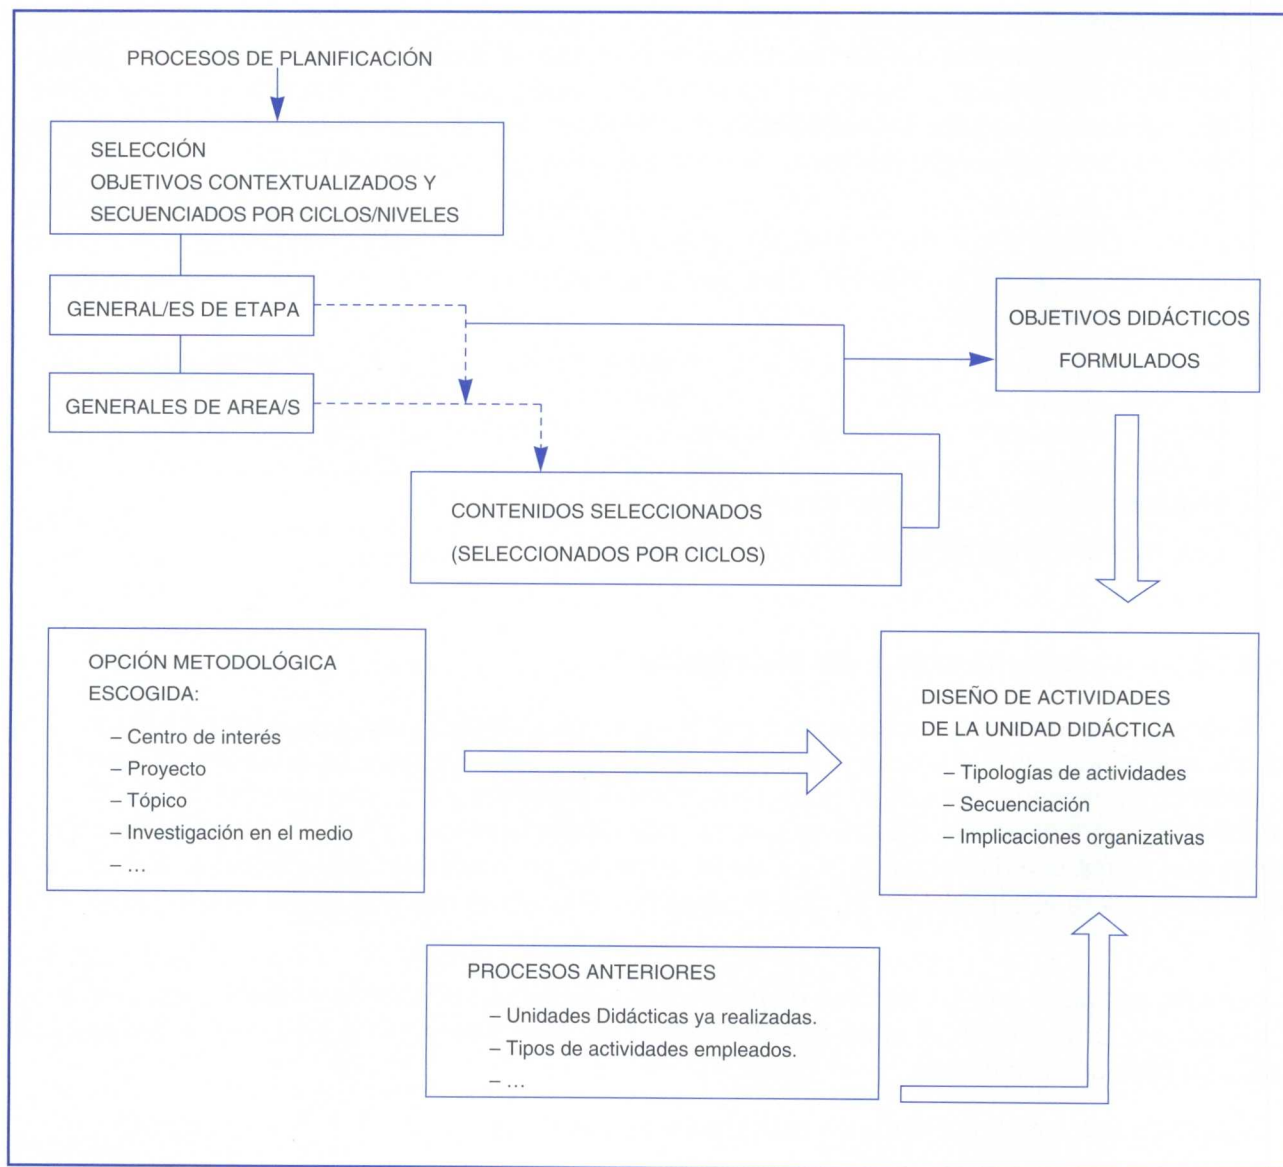 PROCESOS DE PLANIFICACIÓN
SELECCIÓN
OBJETIVOS CONTEXTUALIZADOS Y
SECUENCIADOS POR CICLOS/NIVELES
GENERAL/ES DE ETAPA
GENERALES DE AREA/S
OBJETIVOS DIDÁCTICOS
FORMULADOS
CONTENIDOS SELECCIONADOS
(SELECCIONADOS POR CICLOS)
OPCIÓN METODOLÓGICA
ESCOGIDA:
– Centro de interés
– Proyecto
– Tópico
– Investigación en el medio
– ...
DISEÑO DE ACTIVIDADES
DE LA UNIDAD DIDÁCTICA
– Tipologías de actividades
– Secuenciación
– Implicaciones organizativas
PROCESOS ANTERIORES
– Unidades Didácticas ya realizadas.
– Tipos de actividades empleados.
– ...